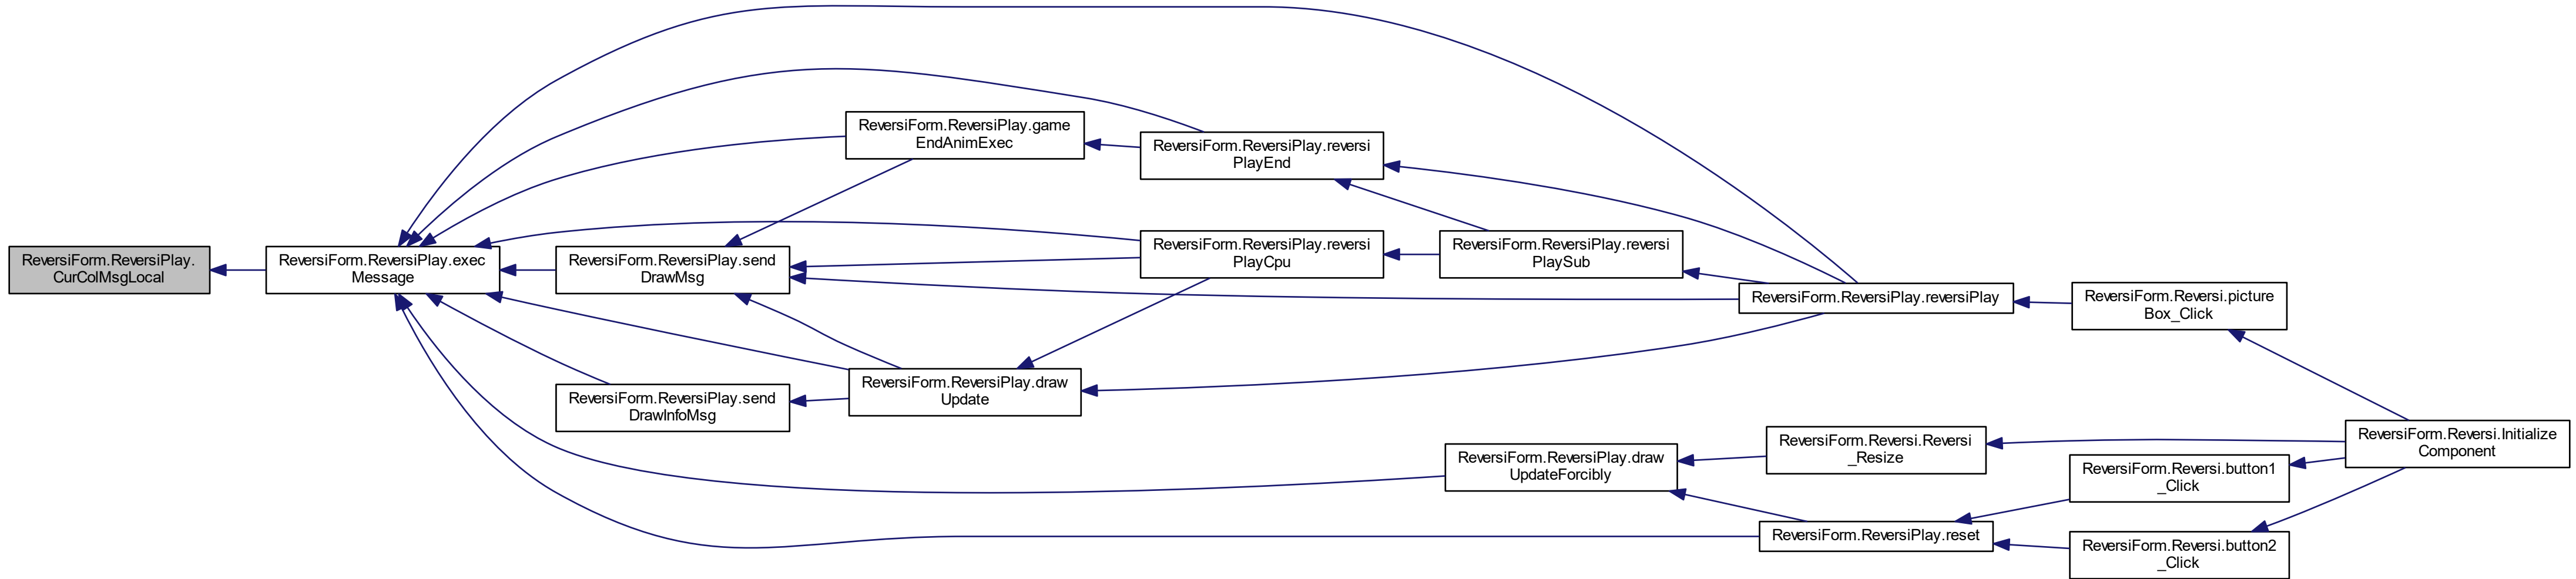 ReversiForm.ReversiPlay.
CurColMsgLocal
ReversiForm.ReversiPlay.exec
Message
ReversiForm.ReversiPlay.game
EndAnimExec
ReversiForm.ReversiPlay.send
DrawMsg
ReversiForm.ReversiPlay.send
DrawInfoMsg
ReversiForm.ReversiPlay.draw
Update
ReversiForm.ReversiPlay.reversi
PlayEnd
ReversiForm.ReversiPlay.reversi
PlayCpu
ReversiForm.ReversiPlay.reversi
PlaySub
ReversiForm.ReversiPlay.reversiPlay
ReversiForm.ReversiPlay.draw
UpdateForcibly
ReversiForm.Reversi.Reversi
_Resize
ReversiForm.ReversiPlay.reset
ReversiForm.Reversi.picture
Box_Click
ReversiForm.Reversi.button1
_Click
ReversiForm.Reversi.button2
_Click
ReversiForm.Reversi.Initialize
Component